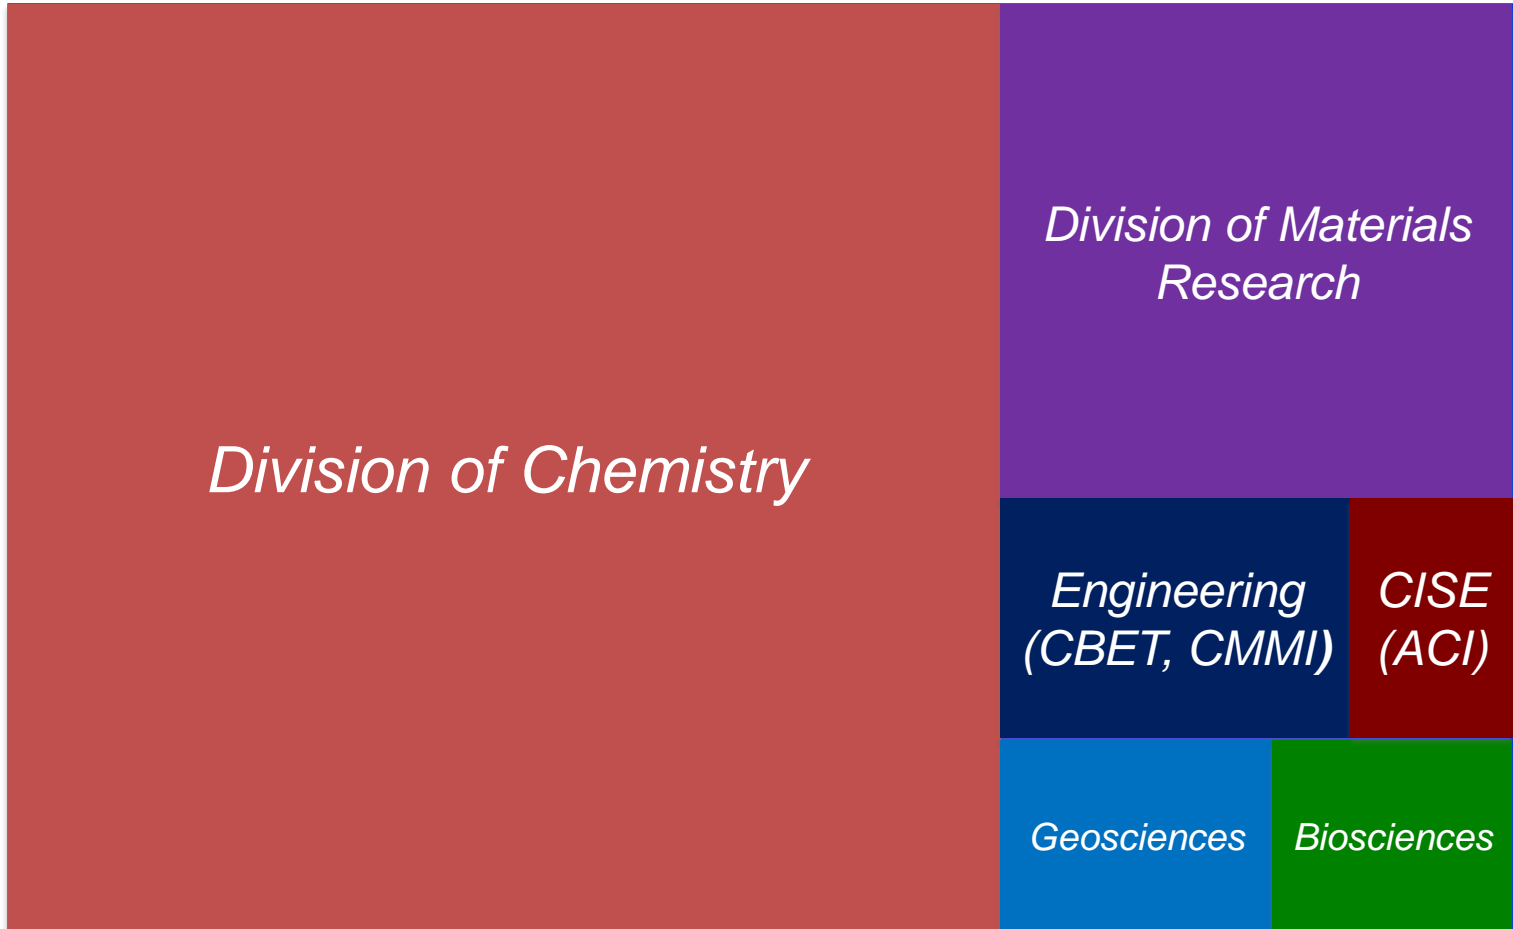 Division of Chemistry
Division of Materials
Research
Engineering
(CBET, CMMI)
CISE
(ACI)
Geosciences
Biosciences